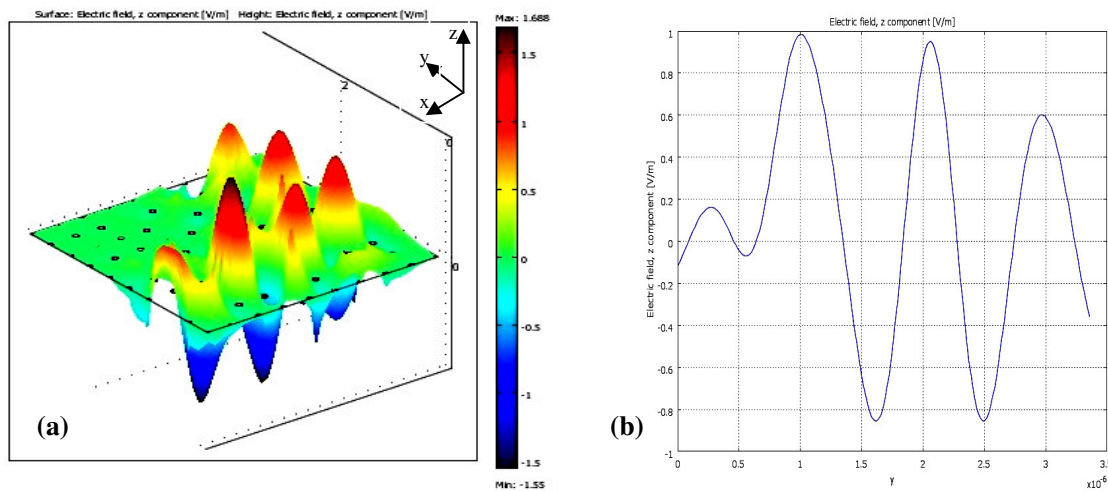 Surface: Electric field, z component [V/m]   Height: Electric field, z component [V/m]
Max: 1.688
z
y
x
2
0
0
1.5
1
0.5
0
-0.5
-1
-1.5
Min: -1.55
(a)
Electric field, z component [V/m]
Electric field, z component [V/m]
1
0.8
0.6
0.4
0.2
0
-0.2
-0.4
-0.6
-0.8
-1
0 0.5 1 1.5 2 2.5 3 3.5
y
x10^-6
(b)